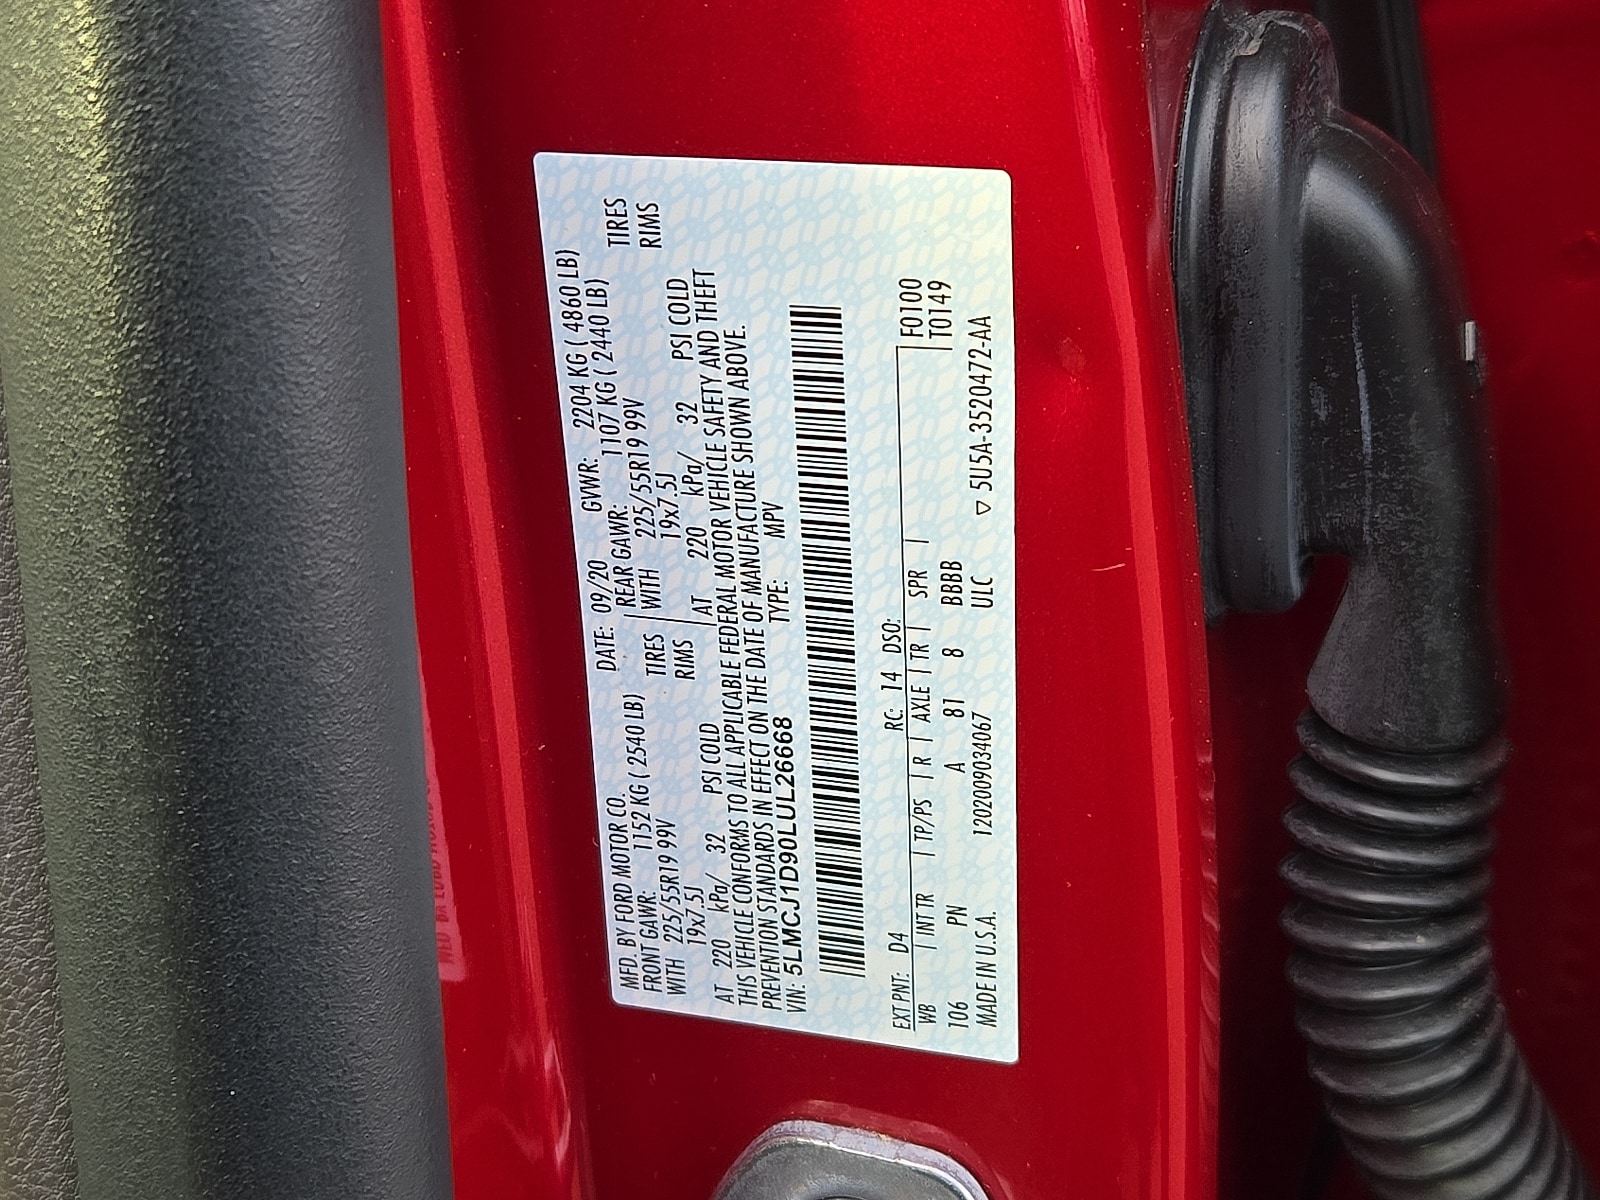 MFD. BY FORD MOTOR CO.
DATE: 09/20 GVWR: 2204 KG ( 4860 LB)
FRONT GAWR: 1152 KG ( 2540 LB) REAR GAWR: 1107 KG ( 2440 LB)
WITH 225/55R19 99V TIRES WITH 225/55R19 99V TIRES
19x7.5J RIMS 19x7.5J RIMS
AT 220 kPa/ 32 PSI COLD AT 220 kPa/ 32 PSI COLD
THIS VEHICLE CONFORMS TO ALL APPLICABLE FEDERAL MOTOR VEHICLE SAFETY AND THEFT
PREVENTION STANDARDS IN EFFECT ON THE DATE OF MANUFACTURE SHOWN ABOVE.
VIN: 5LMCJ1D90LUL26668 TYPE: MPV
EXT PNT: D4 RC: 14 DSO: F0100
WB | INT TR | TP/PS | R | AXLE | TR | SPR | T0149
106 PN A 81 8 BBBB
MADE IN U.S.A. 1202009034067 ULC ▽ 5U5A-3520472-AA